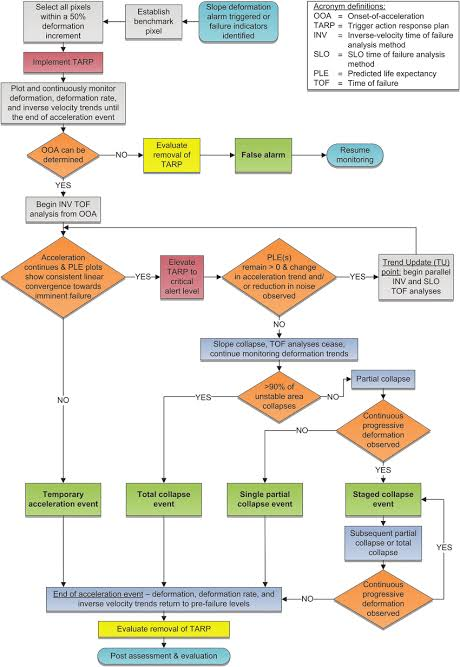 Select all pixels
within a 50%
deformation
increment
Establish
benchmark
pixel
Slope deformation
alarm triggered or
failure indicators
identified
Acronym definitions:
OOA = Onset-of-acceleration
TARP = Trigger action response plan
INV = Inverse-velocity time of failure
analysis method
SLO = SLO time of failure analysis
method
PLE = Predicted life expectancy
TOF = Time of failure
Implement TARP
Plot and continuously monitor
deformation, deformation rate,
and inverse velocity trends until
the end of acceleration event
OOA can be
determined
NO
Evaluate
removal of
TARP
False alarm
Resume
monitoring
YES
Begin INV TOF
analysis from OOA
Acceleration
continues & PLE plots
show consistent linear
convergence towards
imminent failure
YES
Elevate
TARP to
critical
alert level
PLE(s)
remain > 0 & change
in acceleration trend and/
or reduction in noise
observed
YES
Trend Update (TU)
point: begin parallel
INV and SLO
TOF analyses
NO
Slope collapse, TOF analyses cease,
continue monitoring deformation trends
>90% of
unstable area
collapses
YES
NO
Partial collapse
NO
Continuous
progressive
deformation
observed
NO
YES
Temporary
acceleration event
Total collapse
event
Single partial
collapse event
Staged collapse
event
Subsequent partial
collapse or total
collapse
YES
Continuous
progressive
deformation
observed
NO
End of acceleration event – deformation, deformation rate, and
inverse velocity trends return to pre-failure levels
Evaluate removal of TARP
Post assessment & evaluation